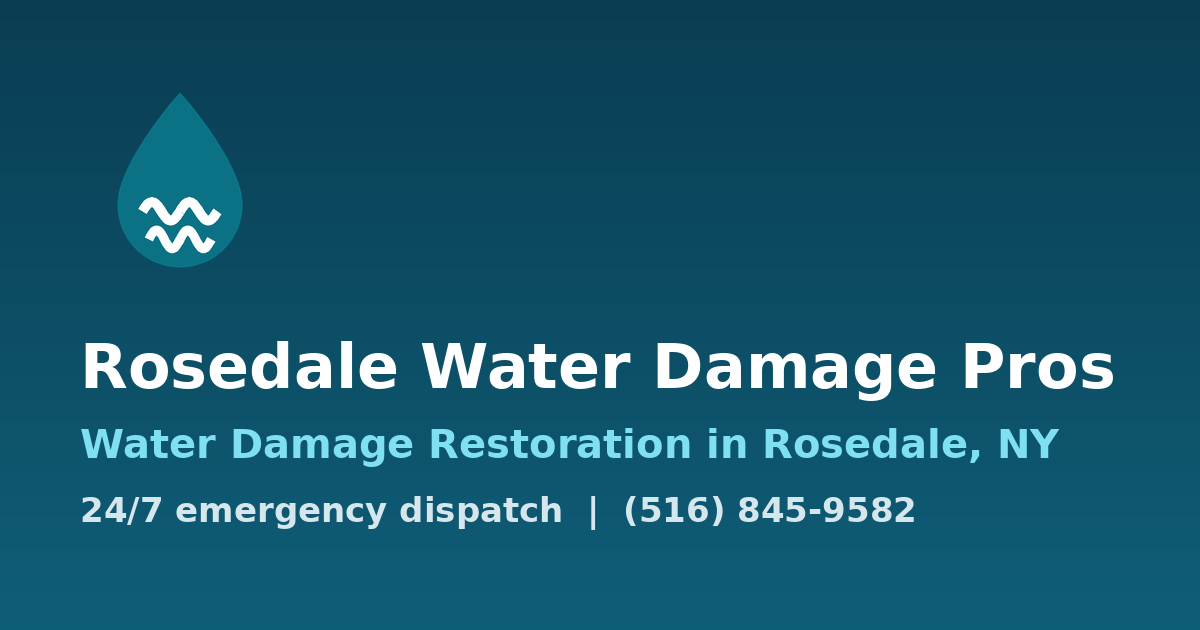 Rosedale Water Damage Pros
Water Damage Restoration in Rosedale, NY
24/7 emergency dispatch | (516) 845-9582